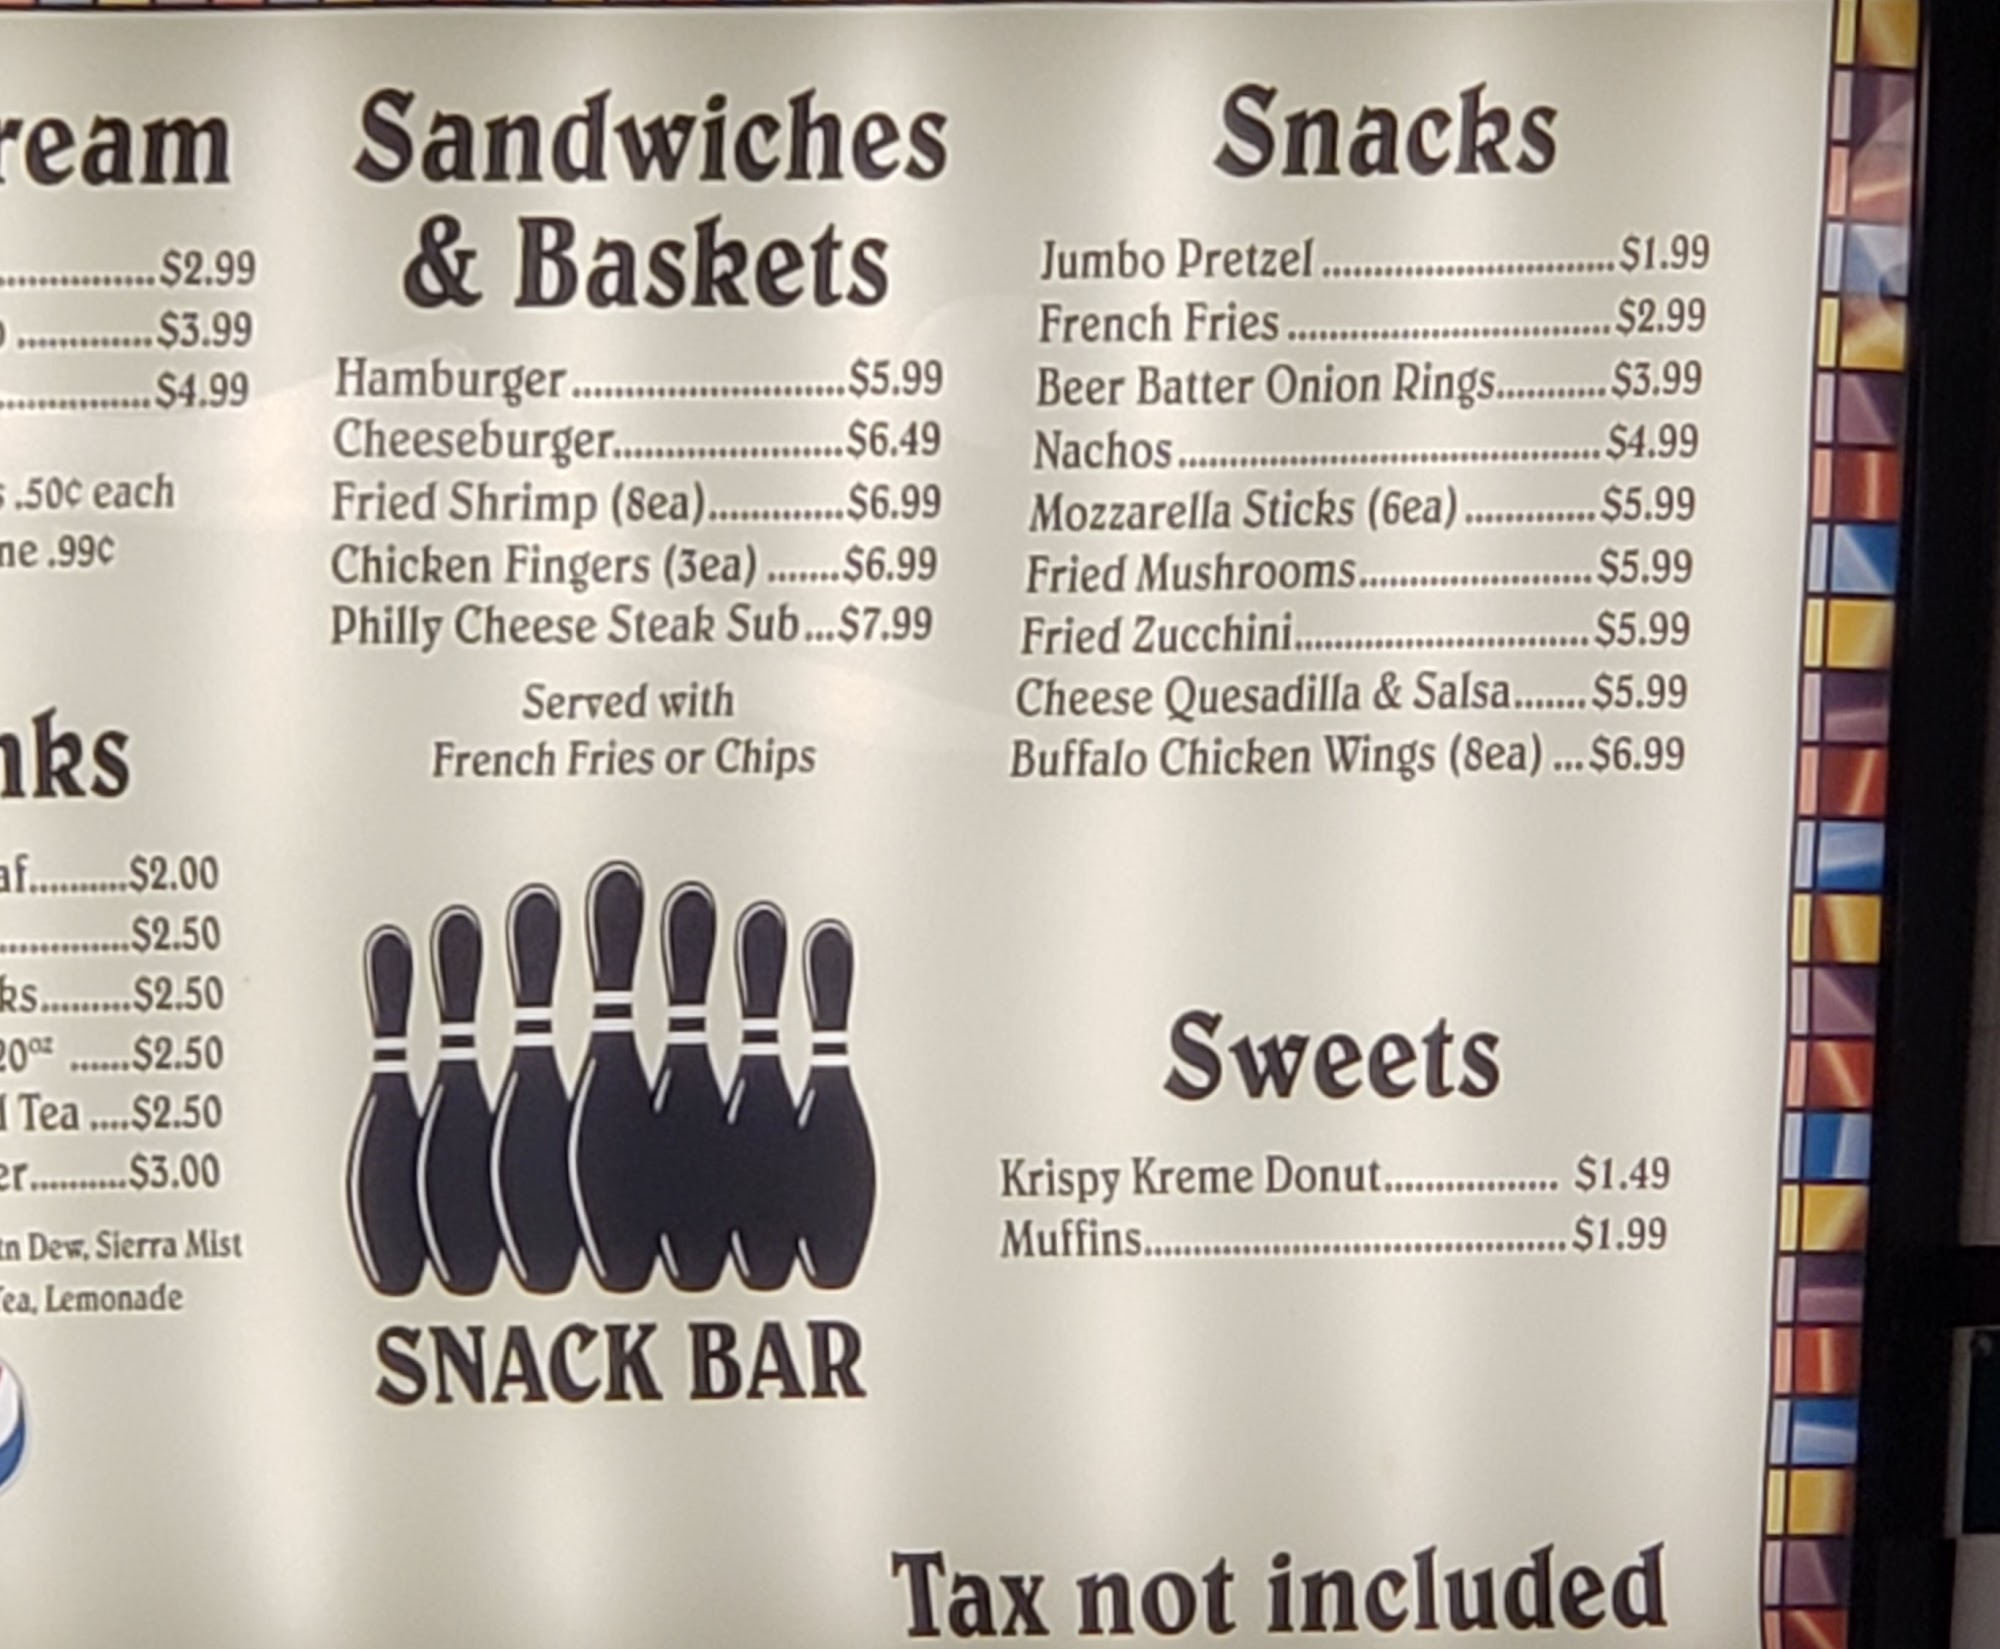 ream
$2.99
$3.99
$4.99
.50¢ each
.99¢
nks
$2.00
$2.50
$2.50
20oz ......$2.50
Tea ....$2.50
$3.00
Dew, Sierra Mist
Lemonade
Sandwiches
& Baskets
Hamburger..........................$5.99
Cheeseburger......................$6.49
Fried Shrimp (8ea).............$6.99
Chicken Fingers (3ea) .......$6.99
Philly Cheese Steak Sub...$7.99
Served with
French Fries or Chips
SNACK BAR
Snacks
Jumbo Pretzel............................$1.99
French Fries ...............................$2.99
Beer Batter Onion Rings...........$3.99
Nachos.........................................$4.99
Mozzarella Sticks (6ea) .............$5.99
Fried Mushrooms.......................$5.99
Fried Zucchini............................$5.99
Cheese Quesadilla & Salsa.......$5.99
Buffalo Chicken Wings (8ea) ...$6.99
Sweets
Krispy Kreme Donut................. $1.49
Muffins.........................................$1.99
Tax not included